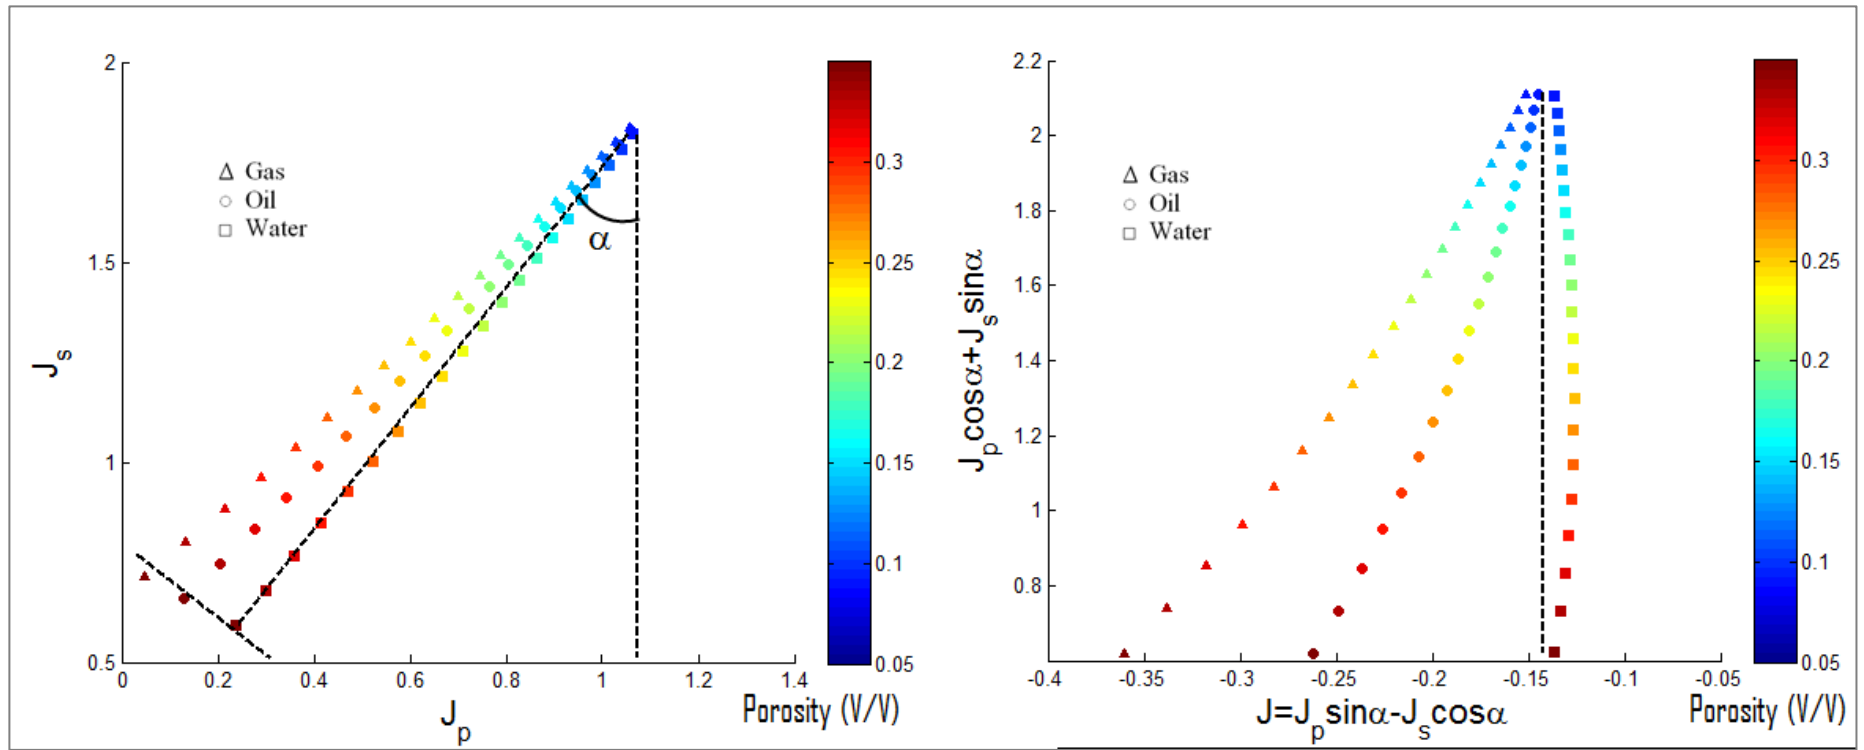 2
1.5
1
0.5
J_s
Δ Gas
○ Oil
□ Water
α
0 0.2 0.4 0.6 0.8 1 1.2 1.4
J_p
0.3
0.25
0.2
0.15
0.1
0.05
Porosity (V/V)
2.2
2
1.8
1.6
1.4
1.2
1
0.8
J_p cosα+J_s sinα
Δ Gas
○ Oil
□ Water
-0.4 -0.35 -0.3 -0.25 -0.2 -0.15 -0.1 -0.05
J=J_p sinα-J_s cosα
0.3
0.25
0.2
0.15
0.1
0.05
Porosity (V/V)